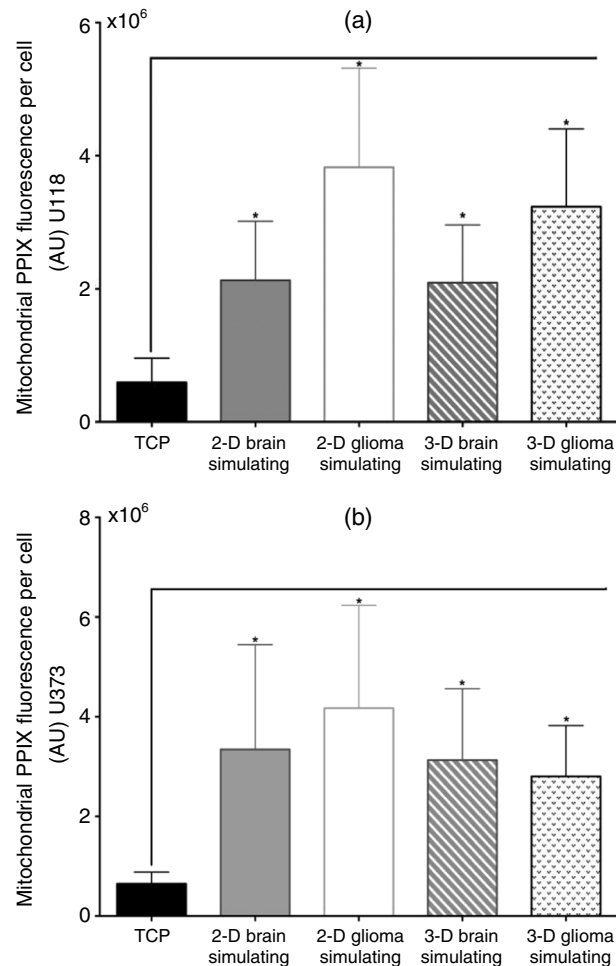 x10⁶
(a)
Mitochondrial PPIX fluorescence per cell
(AU) U118
6
4
2
0
*
*
*
*
TCP
2-D brain
simulating
2-D glioma
simulating
3-D brain
simulating
3-D glioma
simulating
x10⁶
(b)
Mitochondrial PPIX fluorescence per cell
(AU) U373
8
6
4
2
0
*
*
*
*
TCP
2-D brain
simulating
2-D glioma
simulating
3-D brain
simulating
3-D glioma
simulating